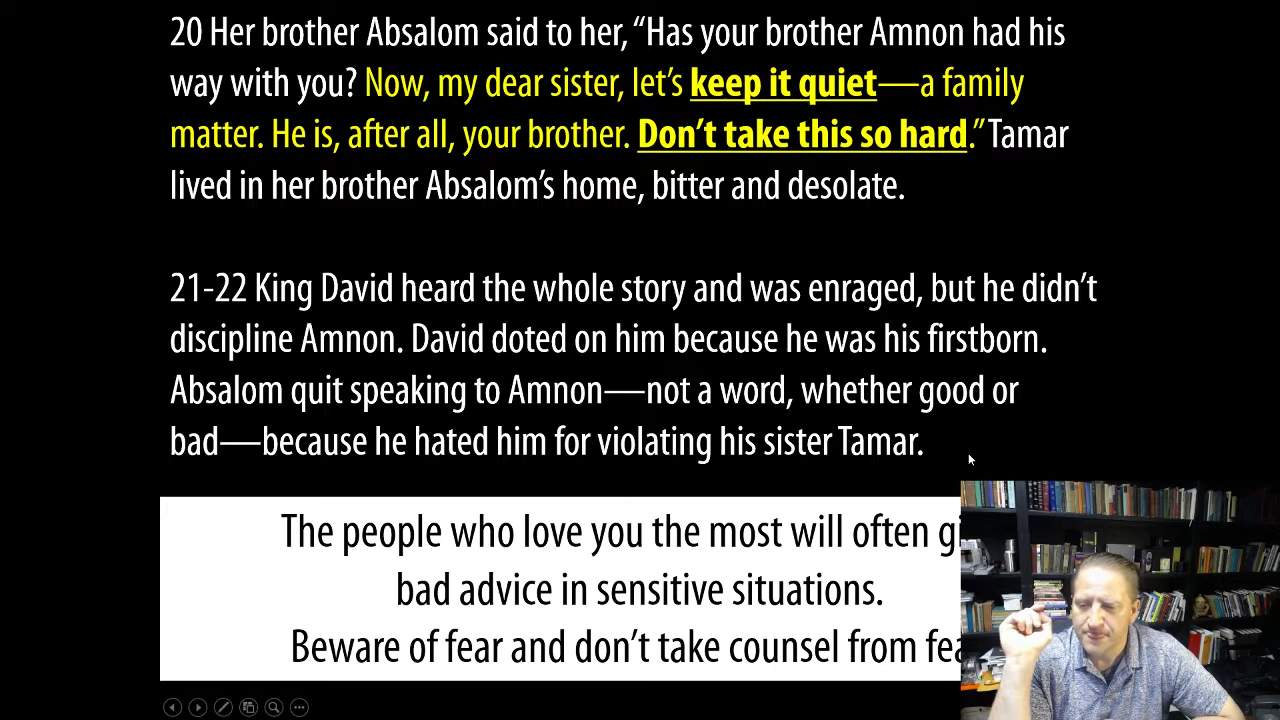 20 Her brother Absalom said to her, “Has your brother Amnon had his
way with you? Now, my dear sister, let’s keep it quiet—a family
matter. He is, after all, your brother. Don’t take this so hard.” Tamar
lived in her brother Absalom’s home, bitter and desolate.
21-22 King David heard the whole story and was enraged, but he didn’t
discipline Amnon. David doted on him because he was his firstborn.
Absalom quit speaking to Amnon—not a word, whether good or
bad—because he hated him for violating his sister Tamar.
The people who love you the most will often
bad advice in sensitive situations.
Beware of fear and don’t take counsel from